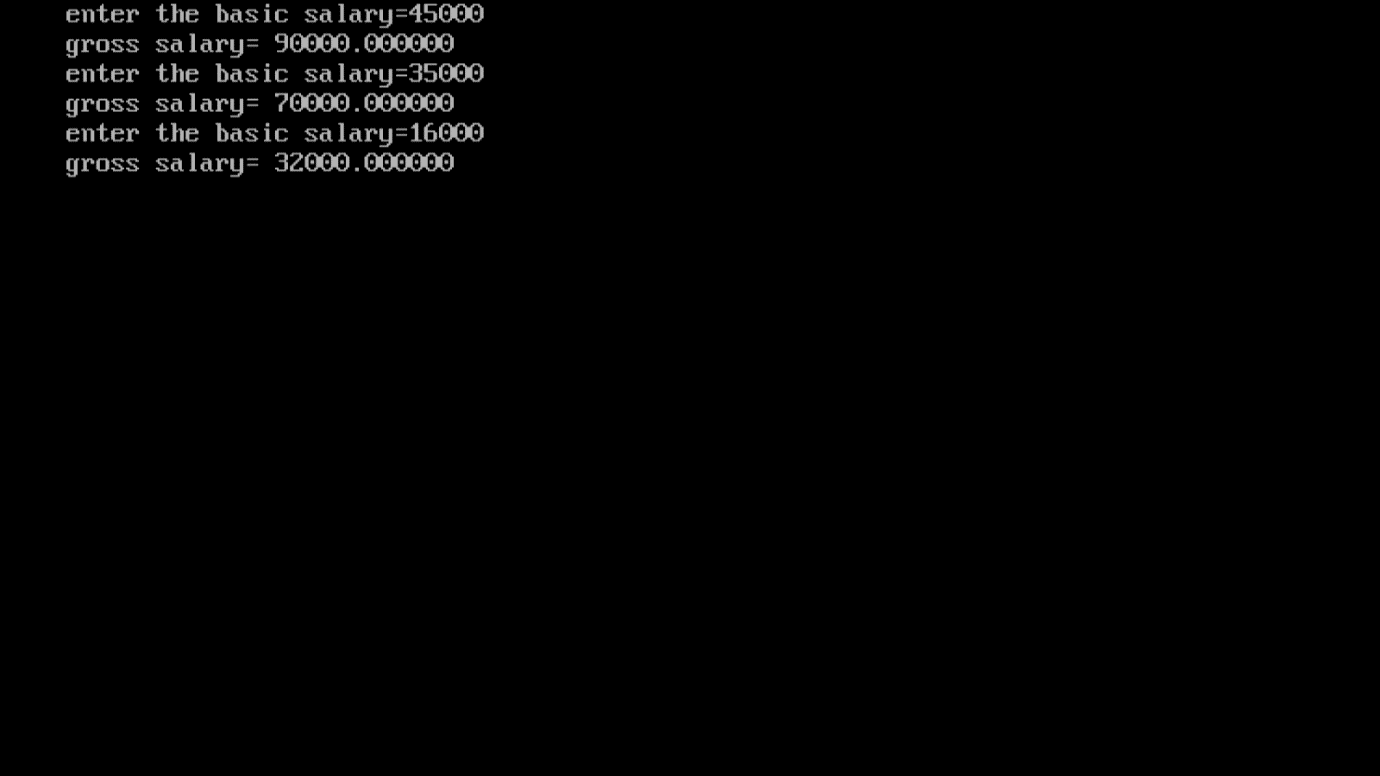 enter the basic salary=45000
gross salary= 90000.000000
enter the basic salary=35000
gross salary= 70000.000000
enter the basic salary=16000
gross salary= 32000.000000